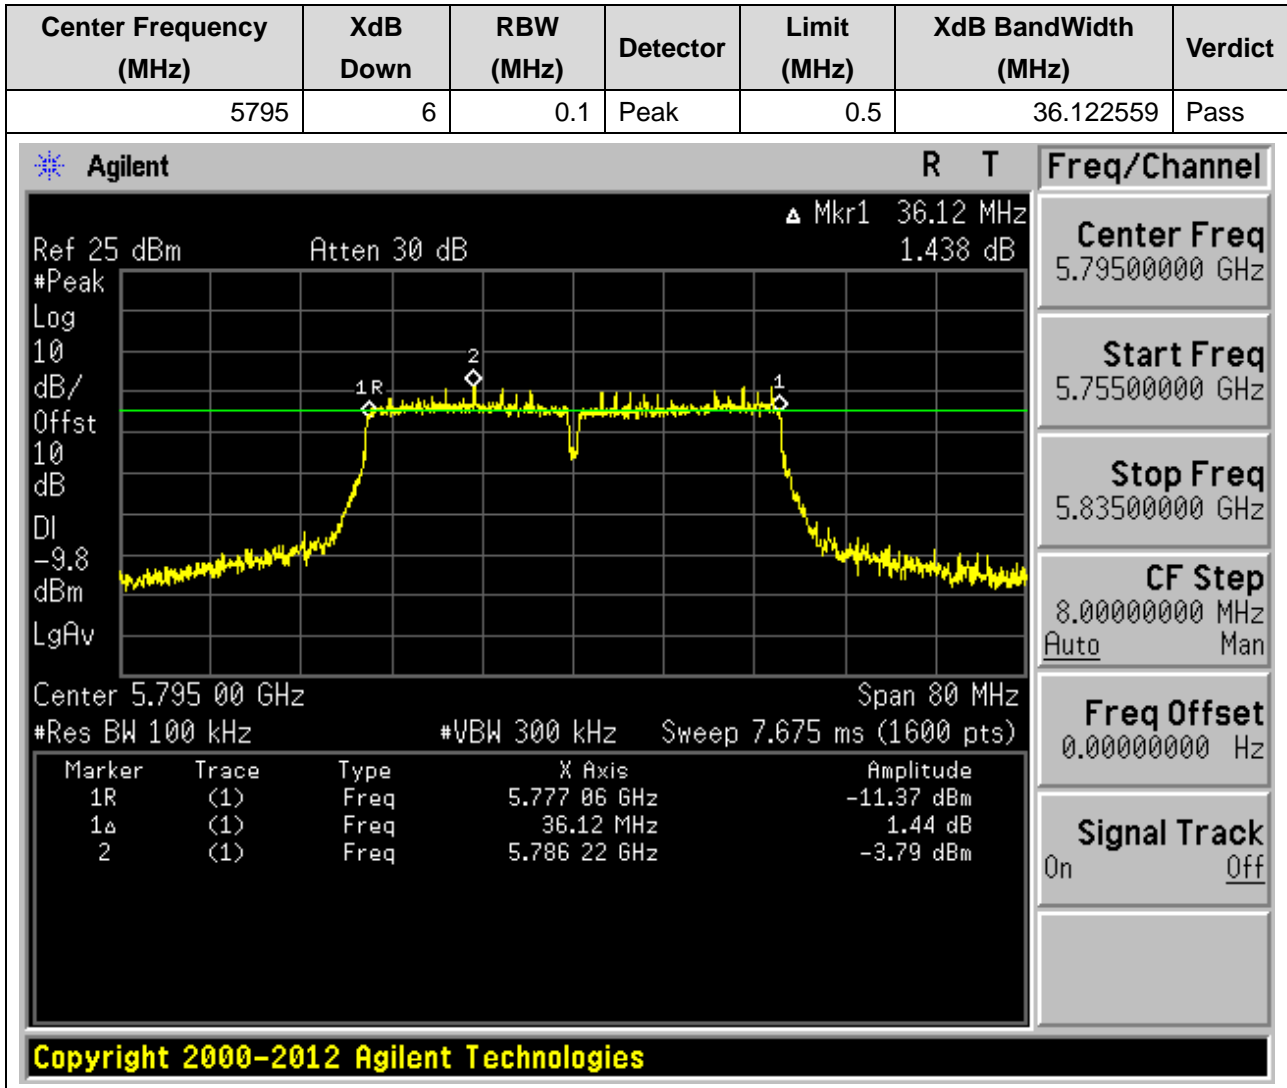 Center Frequency (MHz) XdB Down RBW (MHz) Detector Limit (MHz) XdB BandWidth (MHz) Verdict
5795 6 0.1 Peak 0.5 36.122559 Pass
Agilent R T
Δ Mkr1 36.12 MHz
Ref 25 dBm Atten 30 dB 1.438 dB
#Peak
Log
10
dB/
Offst
10
dB
DI
-9.8
dBm
LgAv
1R
2
1
Center 5.795 00 GHz Span 80 MHz
#Res BW 100 kHz #VBW 300 kHz Sweep 7.675 ms (1600 pts)
Marker Trace Type X Axis Amplitude
1R (1) Freq 5.777 06 GHz -11.37 dBm
1Δ (1) Freq 36.12 MHz 1.44 dB
2 (1) Freq 5.786 22 GHz -3.79 dBm
Freq/Channel
Center Freq
5.79500000 GHz
Start Freq
5.75500000 GHz
Stop Freq
5.83500000 GHz
CF Step
8.00000000 MHz
Auto Man
Freq Offset
0.00000000 Hz
Signal Track
On Off
Copyright 2000-2012 Agilent Technologies